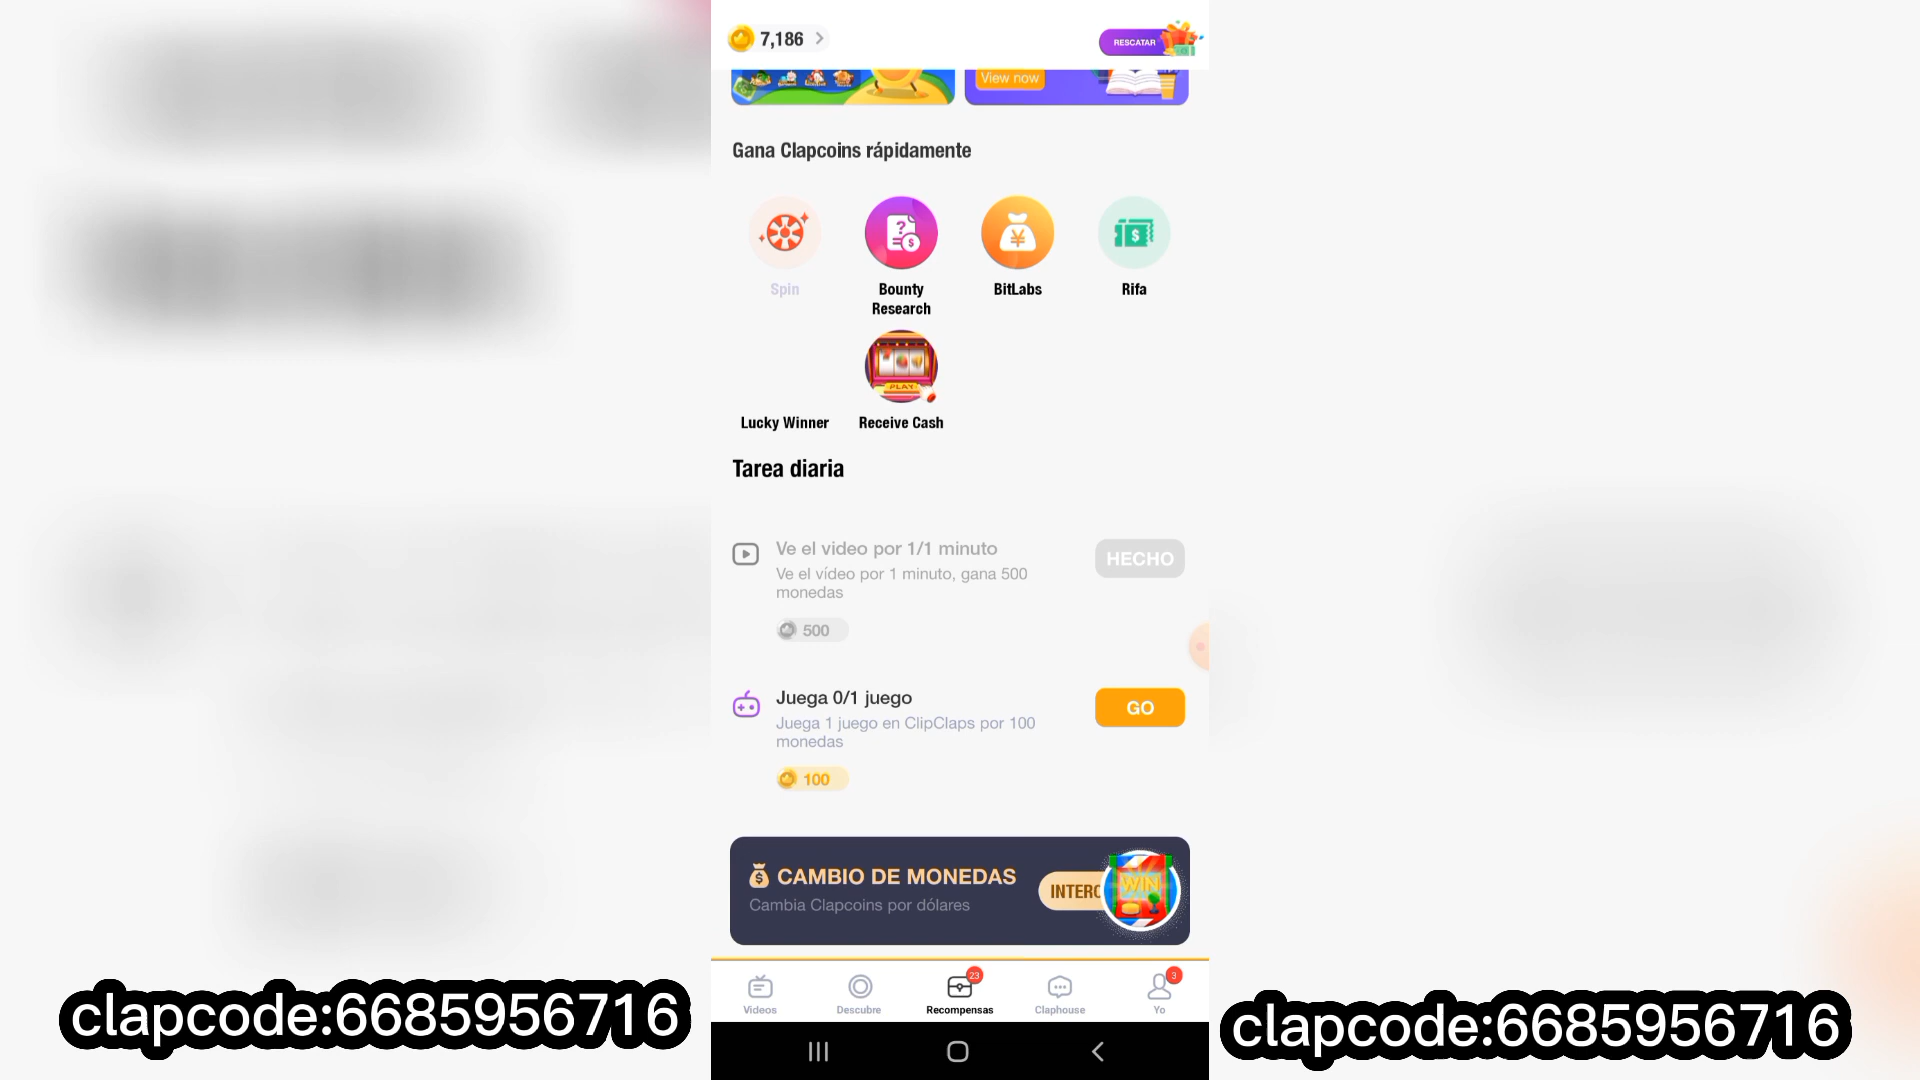 7,186
RESCATAR
View now
Gana Clapcoins rápidamente
Spin
Bounty
Research
BitLabs
Rifa
PLAY
Lucky Winner
Receive Cash
Tarea diaria
Ve el video por 1/1 minuto
HECHO
Ve el vídeo por 1 minuto, gana 500
monedas
500
Juega 0/1 juego
GO
Juega 1 juego en ClipClaps por 100
monedas
100
CAMBIO DE MONEDAS
INTERC
WIN
Cambia Clapcoins por dólares
23
3
Videos
Descubre
Recompensas
Claphouse
Yo
clapcode:6685956716
clapcode:6685956716